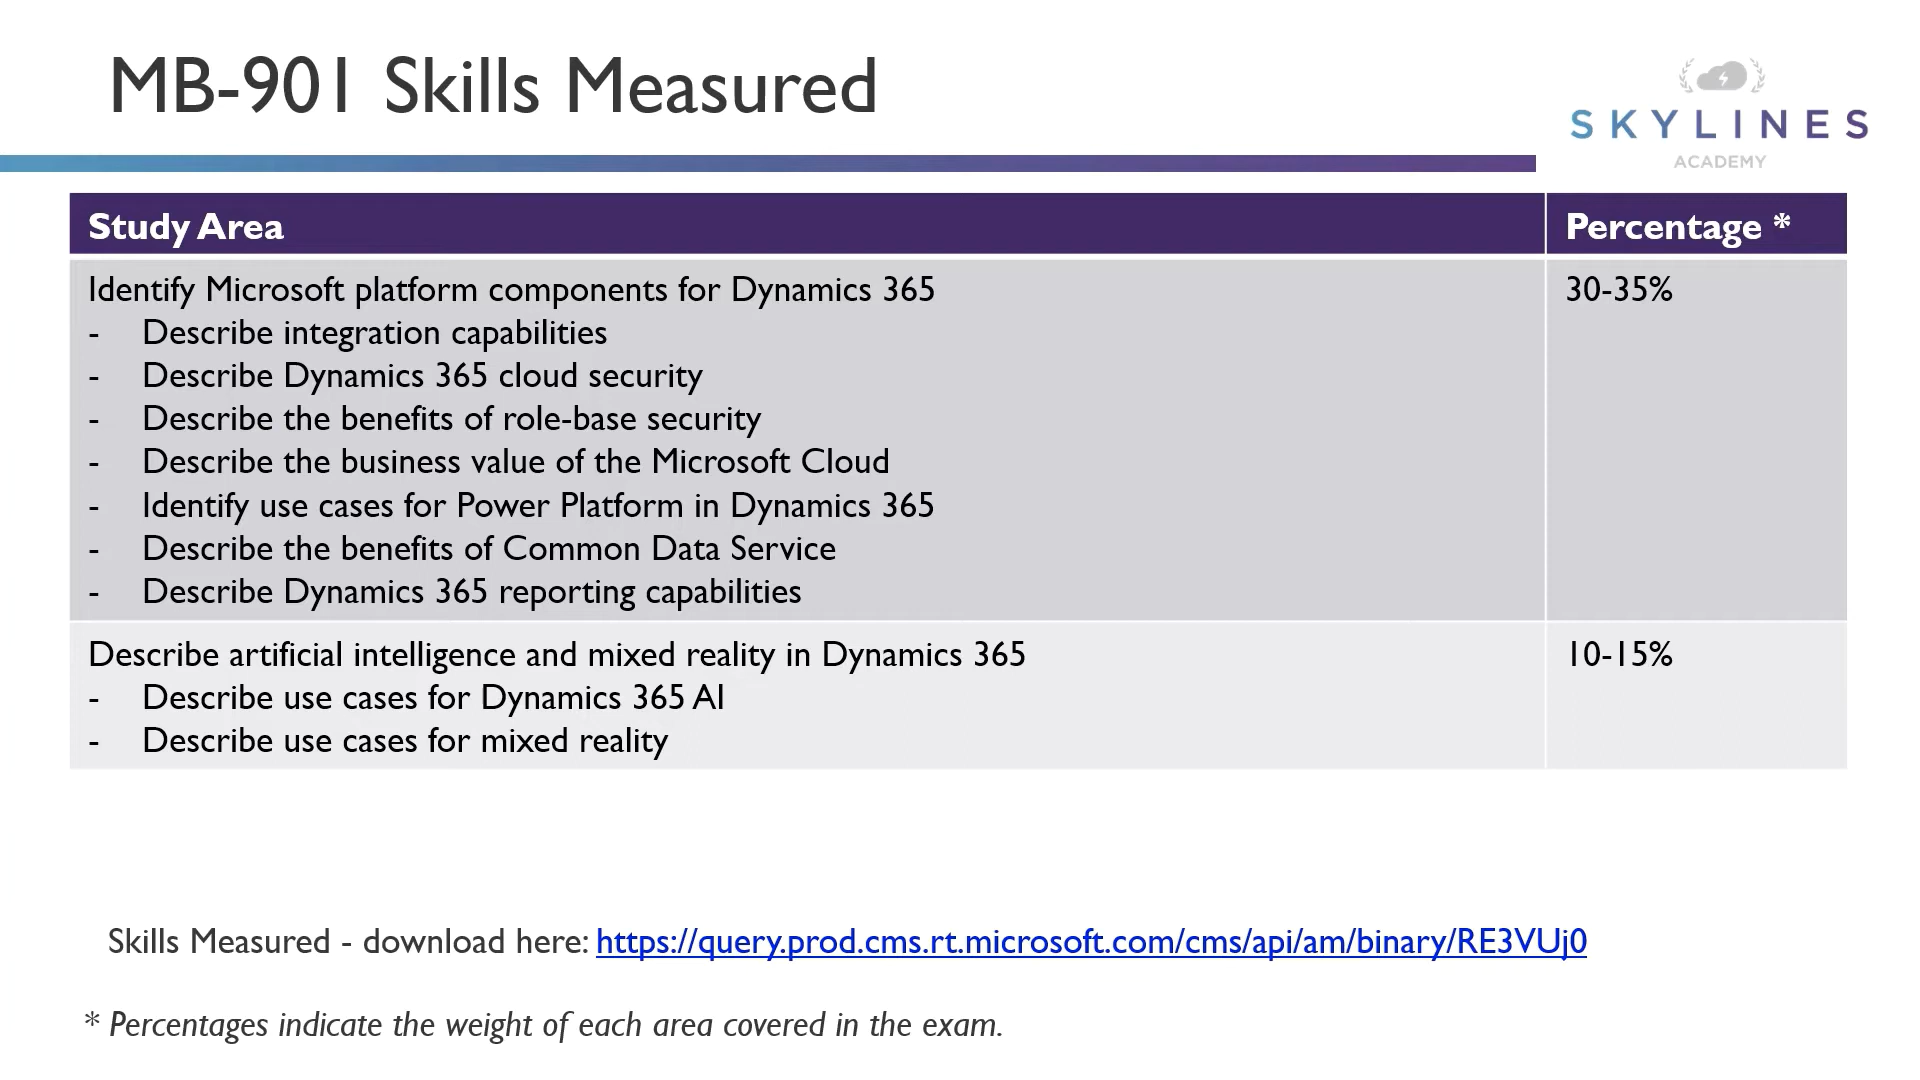 MB-901 Skills Measured
SKYLINES
ACADEMY
Study Area
Percentage *
Identify Microsoft platform components for Dynamics 365
30-35%
- Describe integration capabilities
- Describe Dynamics 365 cloud security
- Describe the benefits of role-base security
- Describe the business value of the Microsoft Cloud
- Identify use cases for Power Platform in Dynamics 365
- Describe the benefits of Common Data Service
- Describe Dynamics 365 reporting capabilities
Describe artificial intelligence and mixed reality in Dynamics 365
10-15%
- Describe use cases for Dynamics 365 AI
- Describe use cases for mixed reality
Skills Measured - download here: https://query.prod.cms.rt.microsoft.com/cms/api/am/binary/RE3VUj0
* Percentages indicate the weight of each area covered in the exam.